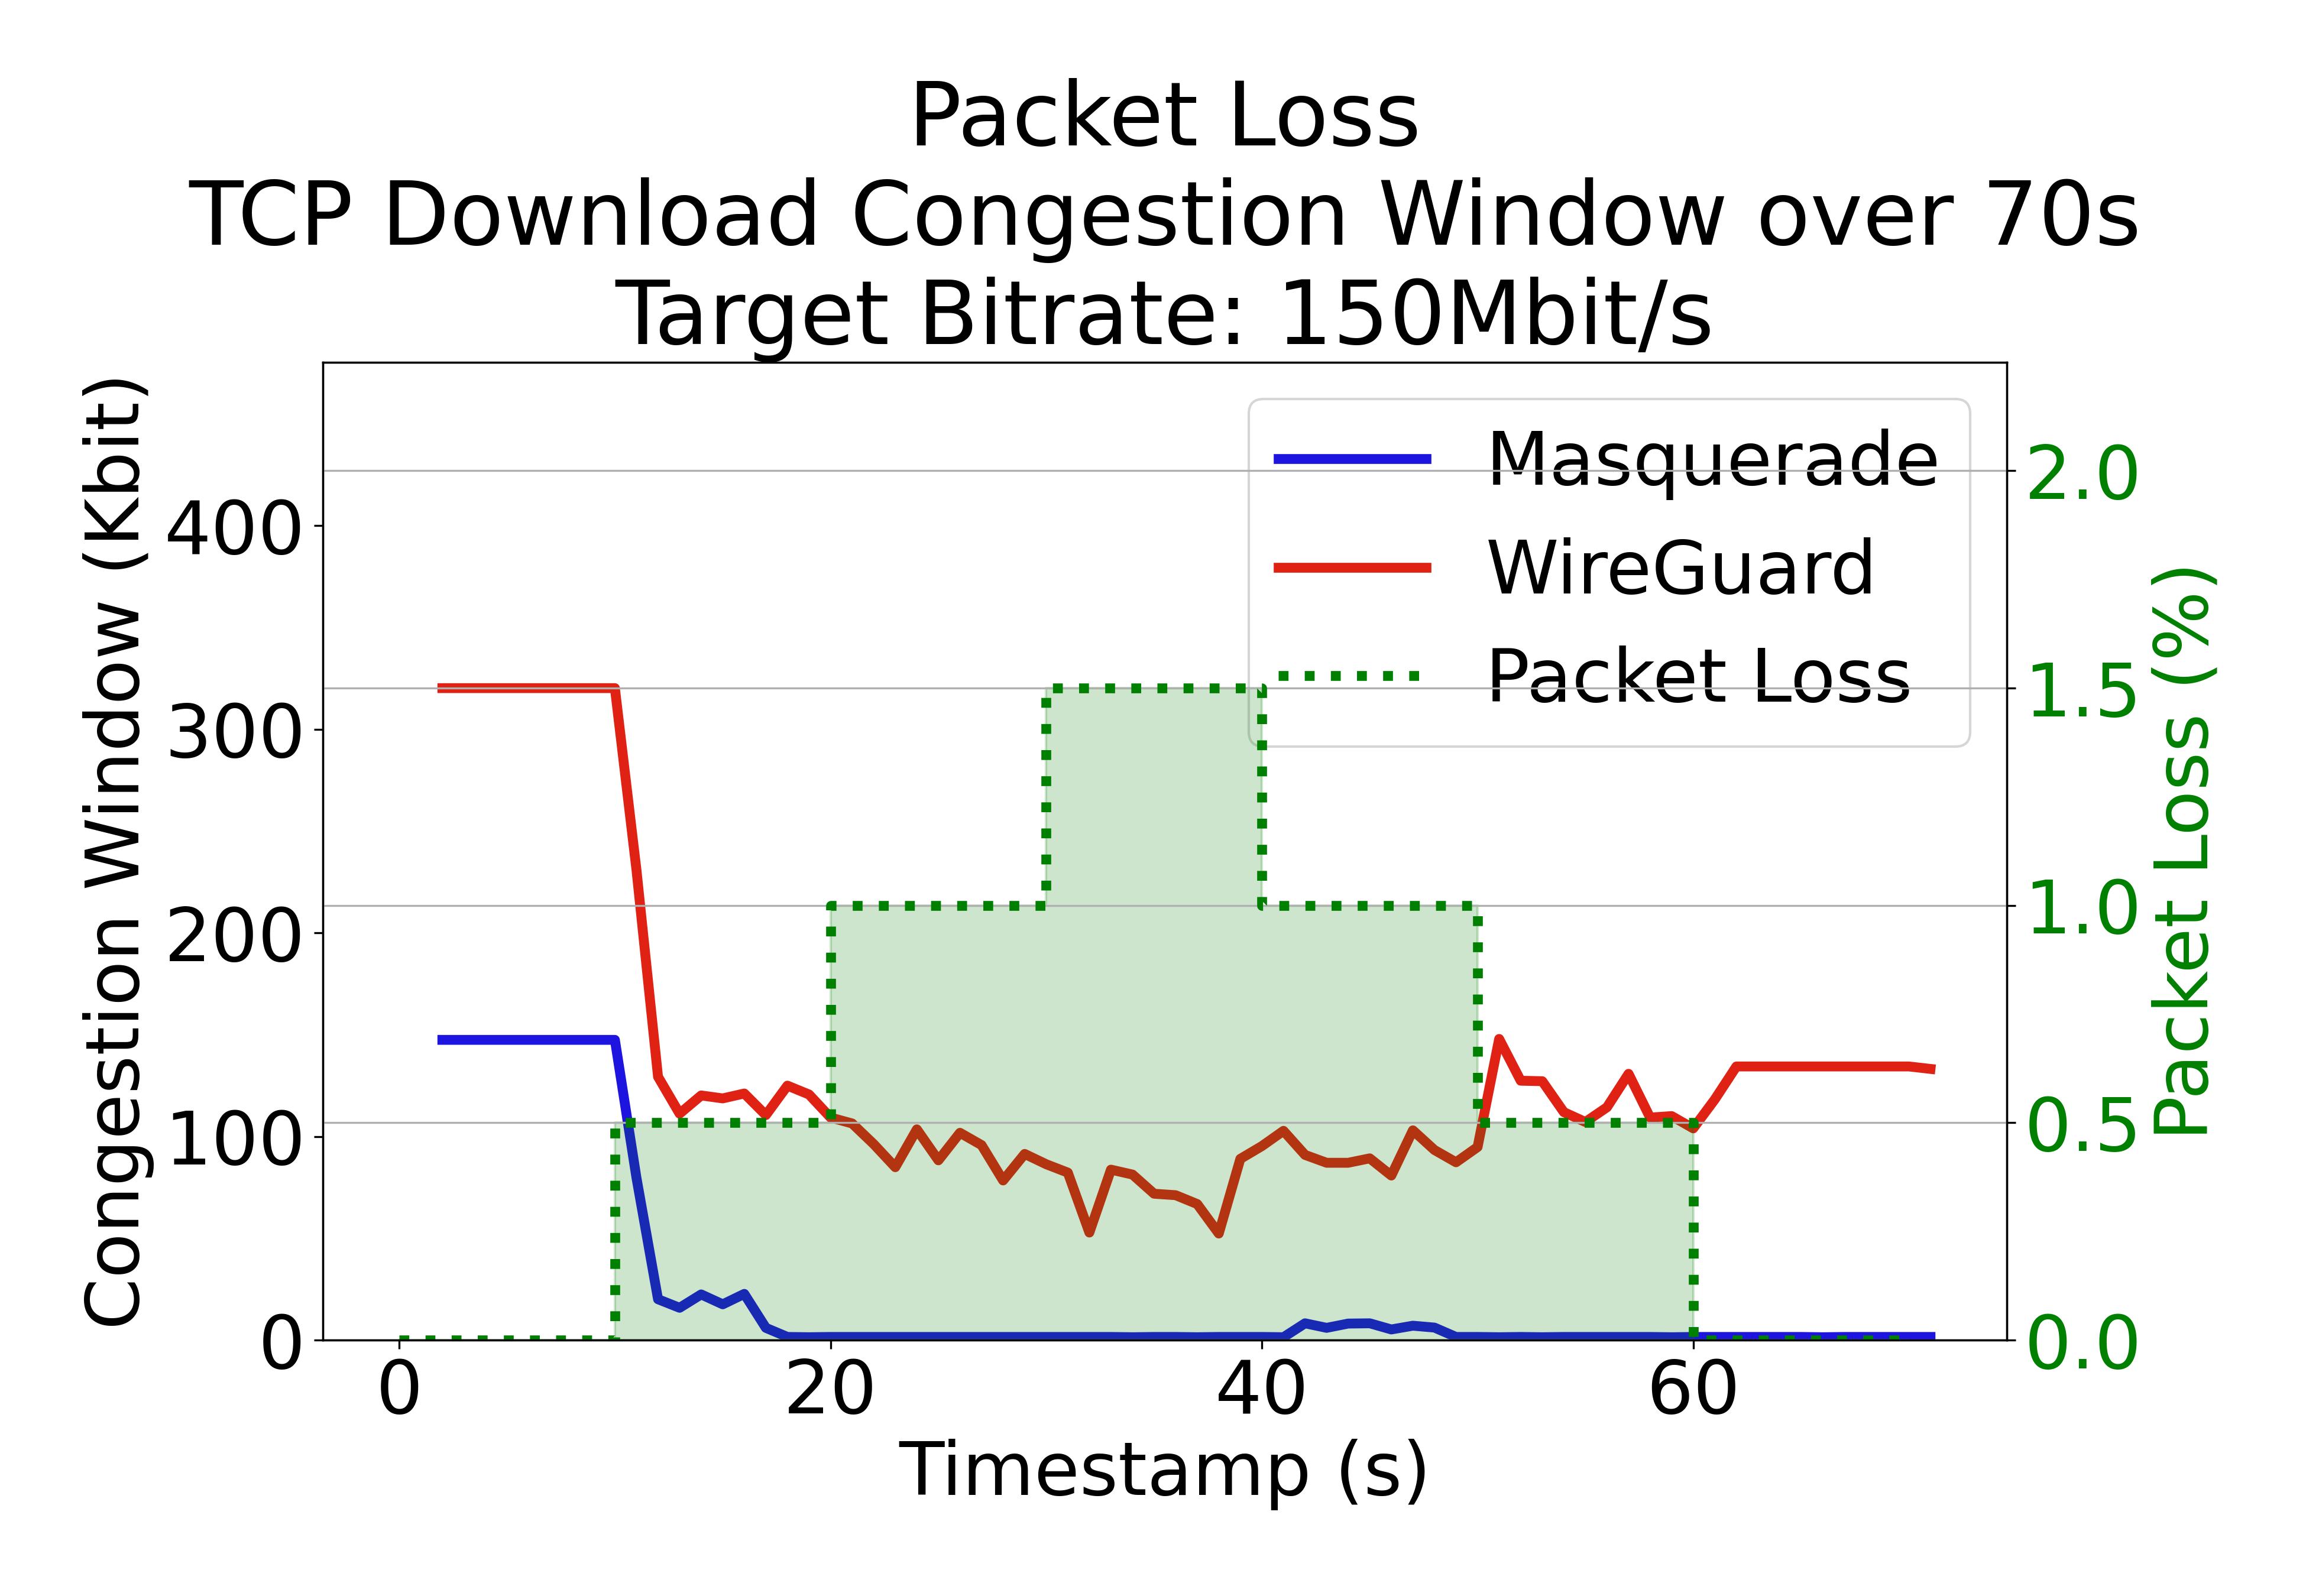 Packet Loss
TCP Download Congestion Window over 70s
Target Bitrate: 150Mbit/s
Congestion Window (Kbit)
400
300
200
100
0
Masquerade
WireGuard
Packet Loss
2.0
1.5
1.0
0.5
0.0
Packet Loss (%)
0 20 40 60
Timestamp (s)